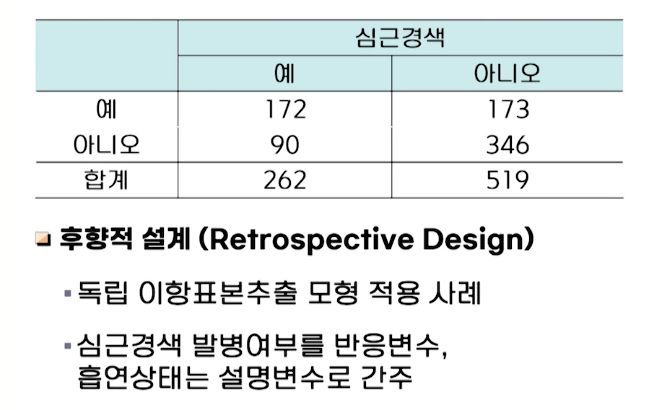 심근경색
예 아니오
예 172 173
아니오 90 346
합계 262 519
후향적 설계 (Retrospective Design)
독립 이항표본추출 모형 적용 사례
심근경색 발병여부를 반응변수,
흡연상태는 설명변수로 간주